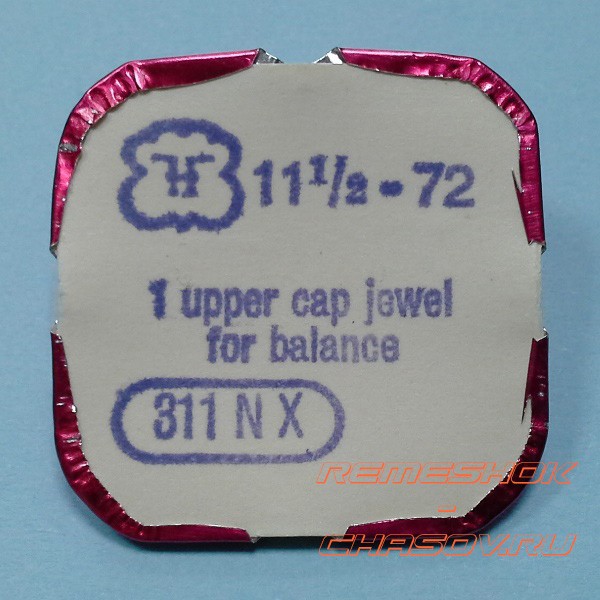 H 11 1/2 - 72
1 upper cap jewel
for balance
311 N X
REMESHOK
-
CHASOV.RU